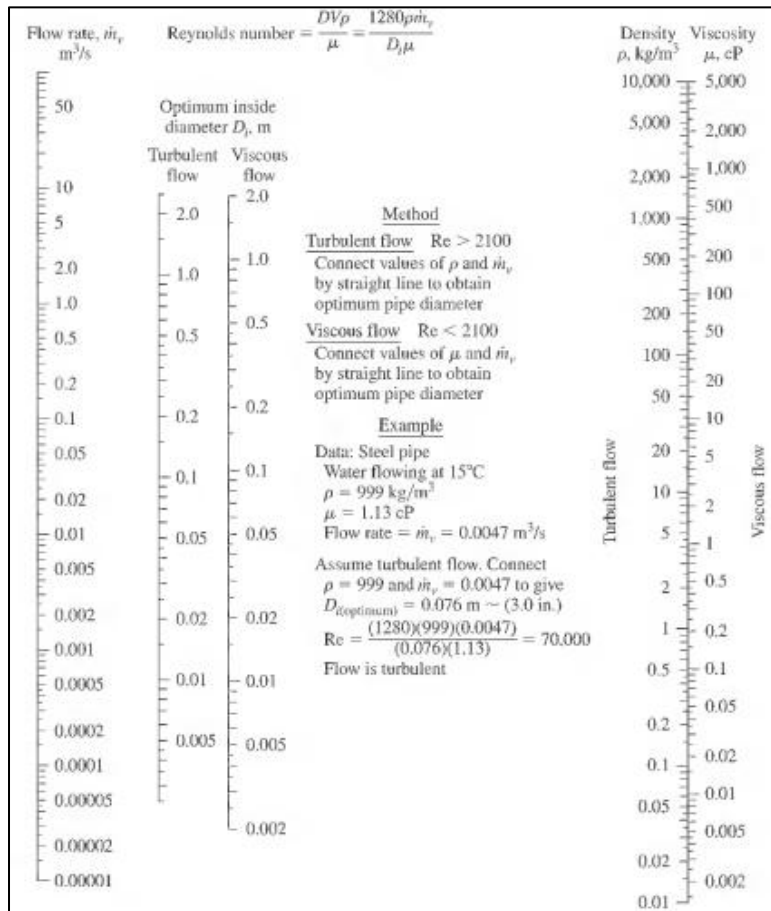 Flow rate, ṁᵥ
m³/s
Reynolds number = DVρ/μ = 1280ρṁᵥ/Dᵢμ
Density Viscosity
ρ, kg/m³ μ, cP
Optimum inside
diameter Dᵢ, m
Turbulent flow
Viscous flow
50
10
5
2.0
1.0
0.5
0.2
0.1
0.05
0.02
0.01
0.005
0.002
0.001
0.0005
0.0002
0.0001
0.00005
0.00002
0.00001
2.0
1.0
0.5
0.2
0.1
0.05
0.02
0.01
0.005
2.0
1.0
0.5
0.2
0.1
0.05
0.02
0.01
0.005
0.002
Method
Turbulent flow Re > 2100
Connect values of ρ and ṁᵥ
by straight line to obtain
optimum pipe diameter
Viscous flow Re < 2100
Connect values of μ and ṁᵥ
by straight line to obtain
optimum pipe diameter
Example
Data: Steel pipe
Water flowing at 15°C
ρ = 999 kg/m³
μ = 1.13 cP
Flow rate = ṁᵥ = 0.0047 m³/s
Assume turbulent flow. Connect
ρ = 999 and ṁᵥ = 0.0047 to give
Dᵢ(optimum) = 0.076 m ~ (3.0 in.)
Re = (1280)(999)(0.0047)/(0.076)(1.13) = 70.000
Flow is turbulent
Turbulent flow
10,000
5,000
2,000
1.000
500
200
100
50
20
10
5
2
1
0.5
0.2
0.1
0.05
0.02
0.01
5,000
2,000
1,000
500
200
100
50
20
10
5
2
1
0.5
0.2
0.1
0.05
0.02
0.01
0.005
0.002
Viscous flow